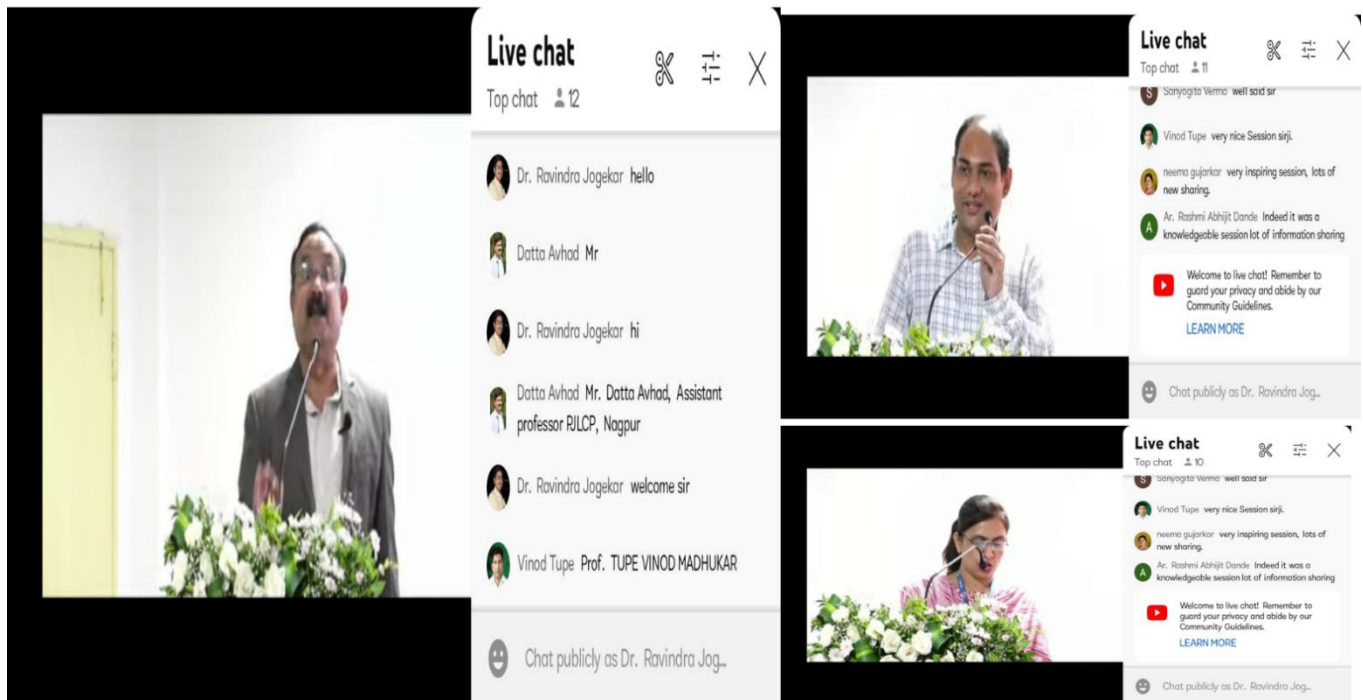 Live chat
Top chat 12
Dr. Ravindra Jogekar hello
Datta Avhad Mr
Dr. Ravindra Jogekar hi
Datta Avhad Mr. Datta Avhad, Assistant
professor RJLCP, Nagpur
Dr. Ravindra Jogekar welcome sir
Vinod Tupe Prof. TUPE VINOD MADHUKAR
Chat publicly as Dr. Ravindra Jog...
Live chat
Top chat 11
S Sanyogita Verma well said sir
Vinod Tupe very nice Session sirji.
neema gujarkar very inspiring session, lots of
new sharing.
A Ar. Rashmi Abhijit Dande Indeed it was a
knowledgeable session lot of information sharing
Welcome to live chat! Remember to
guard your privacy and abide by our
Community Guidelines.
LEARN MORE
Chat publicly as Dr. Ravindra Jog...
Live chat
Top chat 10
S Sanyogita Verma well said sir
Vinod Tupe very nice Session sirji.
neema gujarkar very inspiring session, lots of
new sharing.
A Ar. Rashmi Abhijit Dande Indeed it was a
knowledgeable session lot of information sharing
Welcome to live chat! Remember to
guard your privacy and abide by our
Community Guidelines.
LEARN MORE
Chat publicly as Dr. Ravindra Jog...